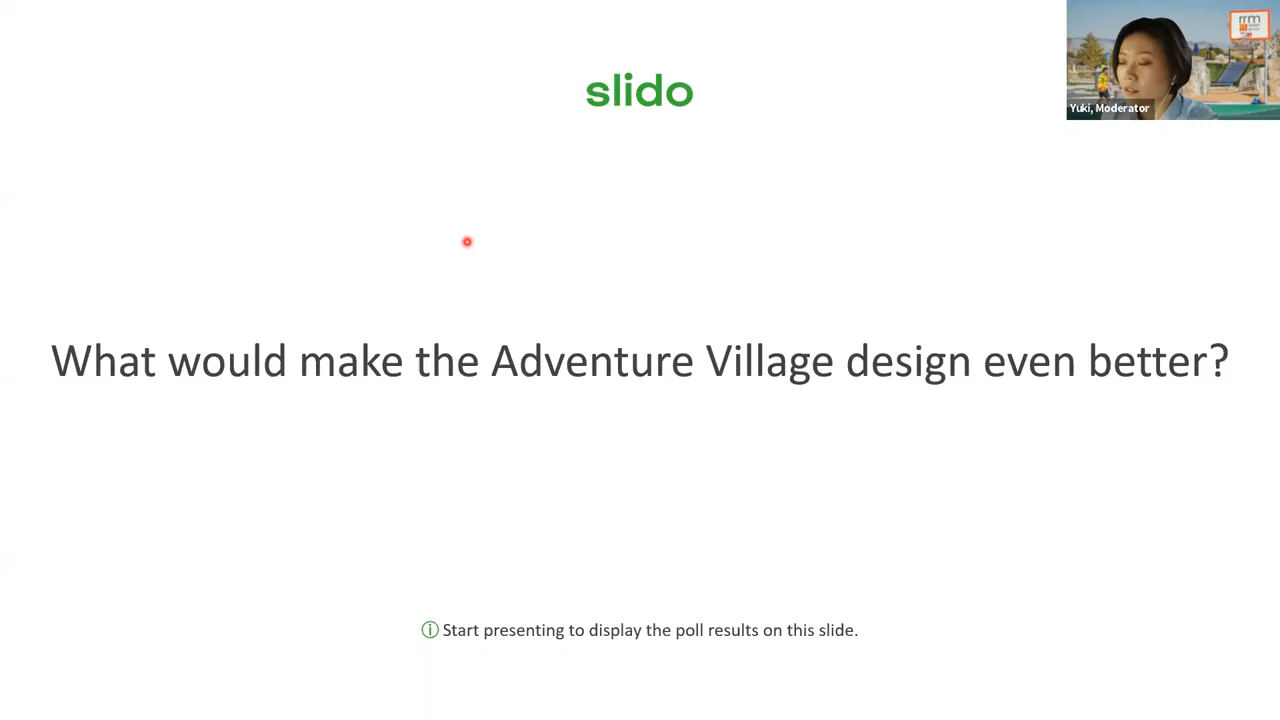 slido
rrm
Yuki, Moderator
What would make the Adventure Village design even better?
Start presenting to display the poll results on this slide.